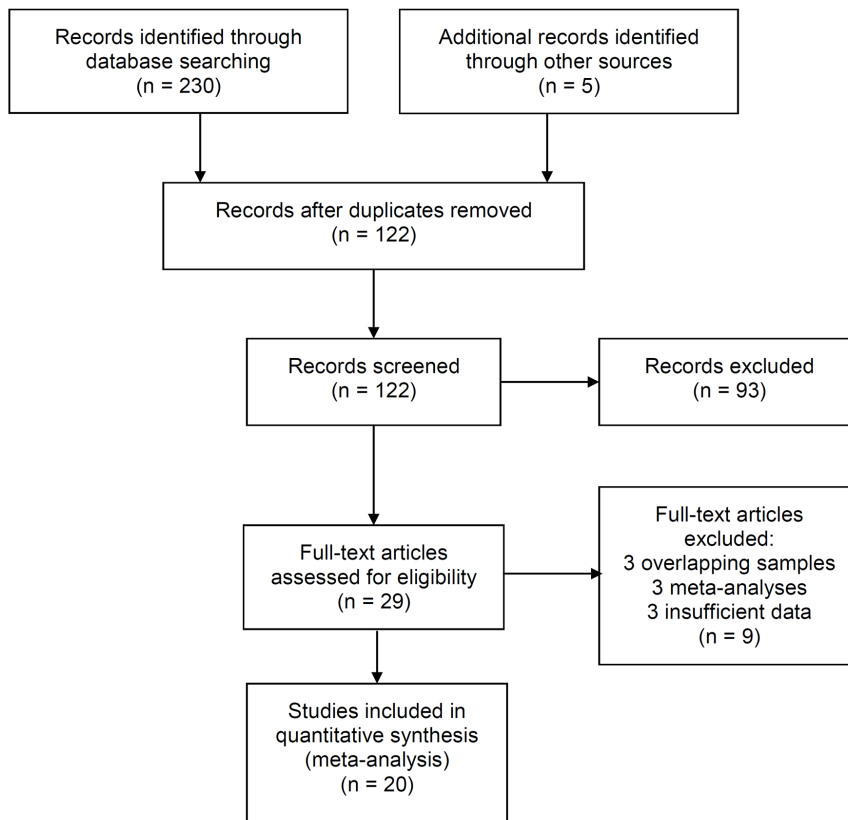 Records identified through
database searching
(n = 230)
Additional records identified
through other sources
(n = 5)
Records after duplicates removed
(n = 122)
Records screened
(n = 122)
Records excluded
(n = 93)
Full-text articles
assessed for eligibility
(n = 29)
Full-text articles
excluded:
3 overlapping samples
3 meta-analyses
3 insufficient data
(n = 9)
Studies included in
quantitative synthesis
(meta-analysis)
(n = 20)